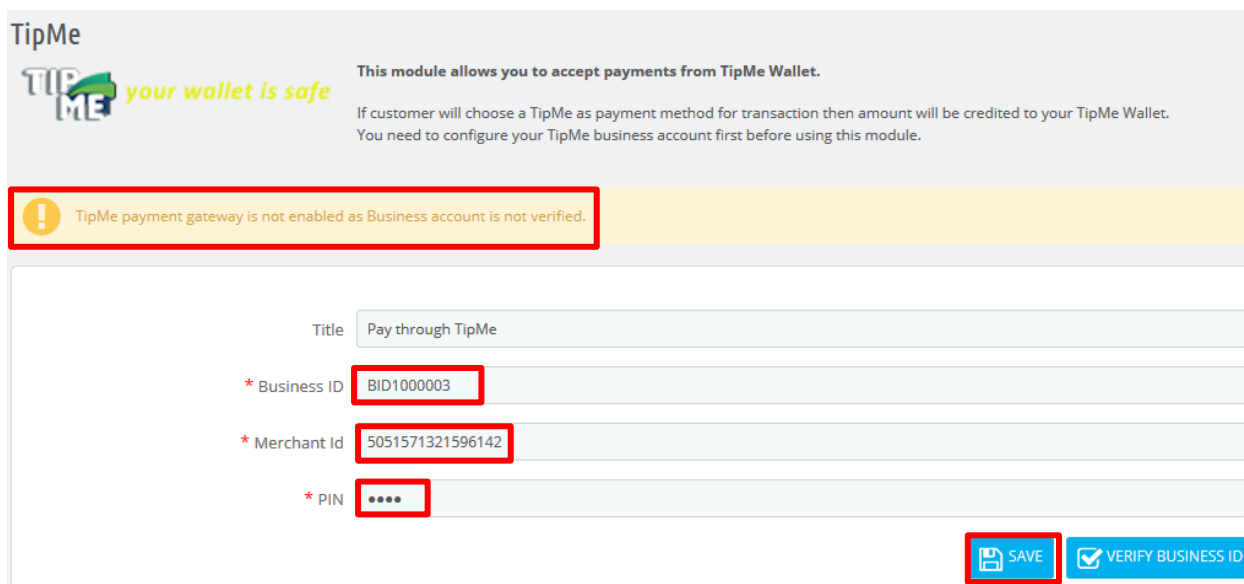 TipMe
TIP ME your wallet is safe
This module allows you to accept payments from TipMe Wallet.
If customer will choose a TipMe as payment method for transaction then amount will be credited to your TipMe Wallet.
You need to configure your TipMe business account first before using this module.
TipMe payment gateway is not enabled as Business account is not verified.
Title Pay through TipMe
* Business ID BID1000003
* Merchant Id 5051571321596142
* PIN ••••
SAVE VERIFY BUSINESS ID